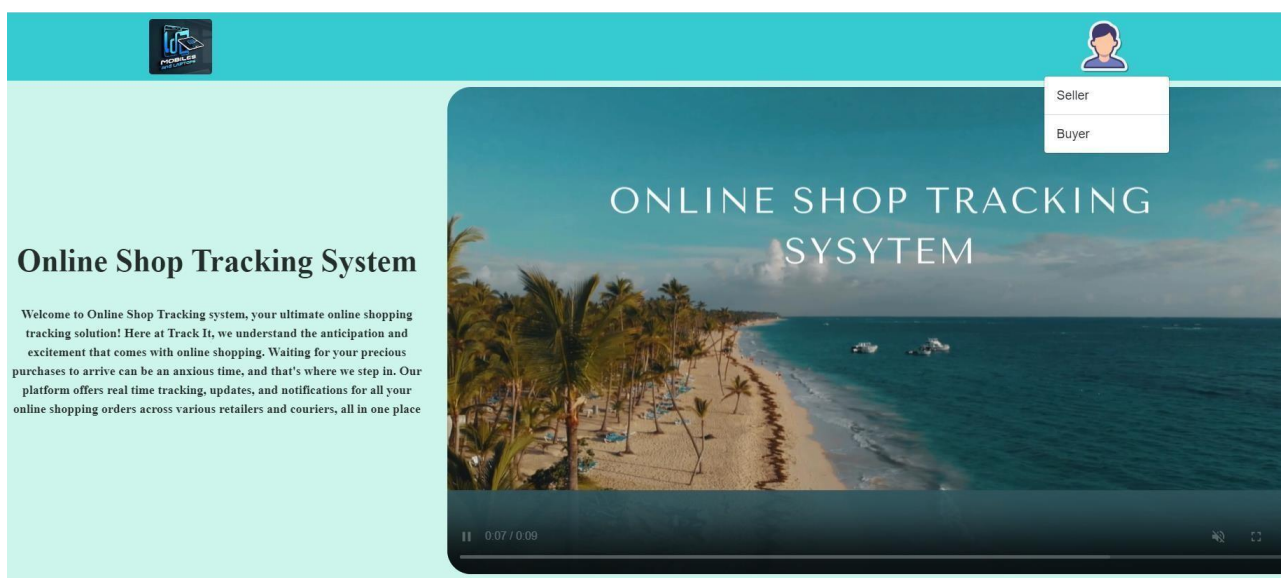 MOBILES
AND LAPTOPS
Seller
Buyer
ONLINE SHOP TRACKING
SYSYTEM
Online Shop Tracking System
Welcome to Online Shop Tracking system, your ultimate online shopping
tracking solution! Here at Track It, we understand the anticipation and
excitement that comes with online shopping. Waiting for your precious
purchases to arrive can be an anxious time, and that's where we step in. Our
platform offers real time tracking, updates, and notifications for all your
online shopping orders across various retailers and couriers, all in one place
0:07 / 0:09